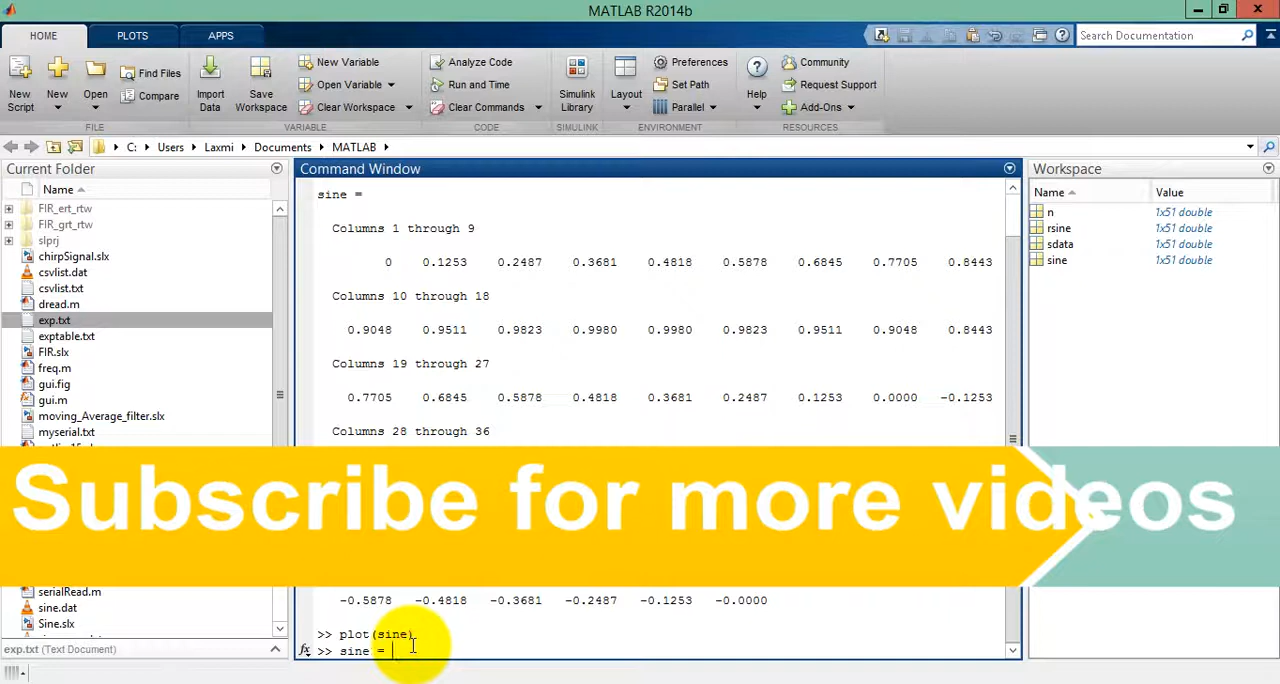 MATLAB R2014b
HOME
PLOTS
APPS
Search Documentation
New Script
New
Open
Find Files
Compare
Import Data
Save Workspace
New Variable
Open Variable
Clear Workspace
Analyze Code
Run and Time
Clear Commands
Simulink Library
Layout
Preferences
Set Path
Parallel
Help
Community
Request Support
Add-Ons
FILE
VARIABLE
CODE
SIMULINK
ENVIRONMENT
RESOURCES
C: Users Laxmi Documents MATLAB
Current Folder
Name
FIR_ert_rtw
FIR_grt_rtw
slprj
chirpSignal.slx
csvlist.dat
csvlist.txt
dread.m
exp.txt
exptable.txt
FIR.slx
freq.m
gui.fig
gui.m
moving_Average_filter.slx
myserial.txt
serialRead.m
sine.dat
Sine.slx
exp.txt (Text Document)
Command Window
sine =
Columns 1 through 9
0 0.1253 0.2487 0.3681 0.4818 0.5878 0.6845 0.7705 0.8443
Columns 10 through 18
0.9048 0.9511 0.9823 0.9980 0.9980 0.9823 0.9511 0.9048 0.8443
Columns 19 through 27
0.7705 0.6845 0.5878 0.4818 0.3681 0.2487 0.1253 0.0000 -0.1253
Columns 28 through 36
Subscribe for more videos
-0.5878 -0.4818 -0.3681 -0.2487 -0.1253 -0.0000
>> plot(sine)
fx >> sine =
Workspace
Name Value
n 1x51 double
rsine 1x51 double
sdata 1x51 double
sine 1x51 double